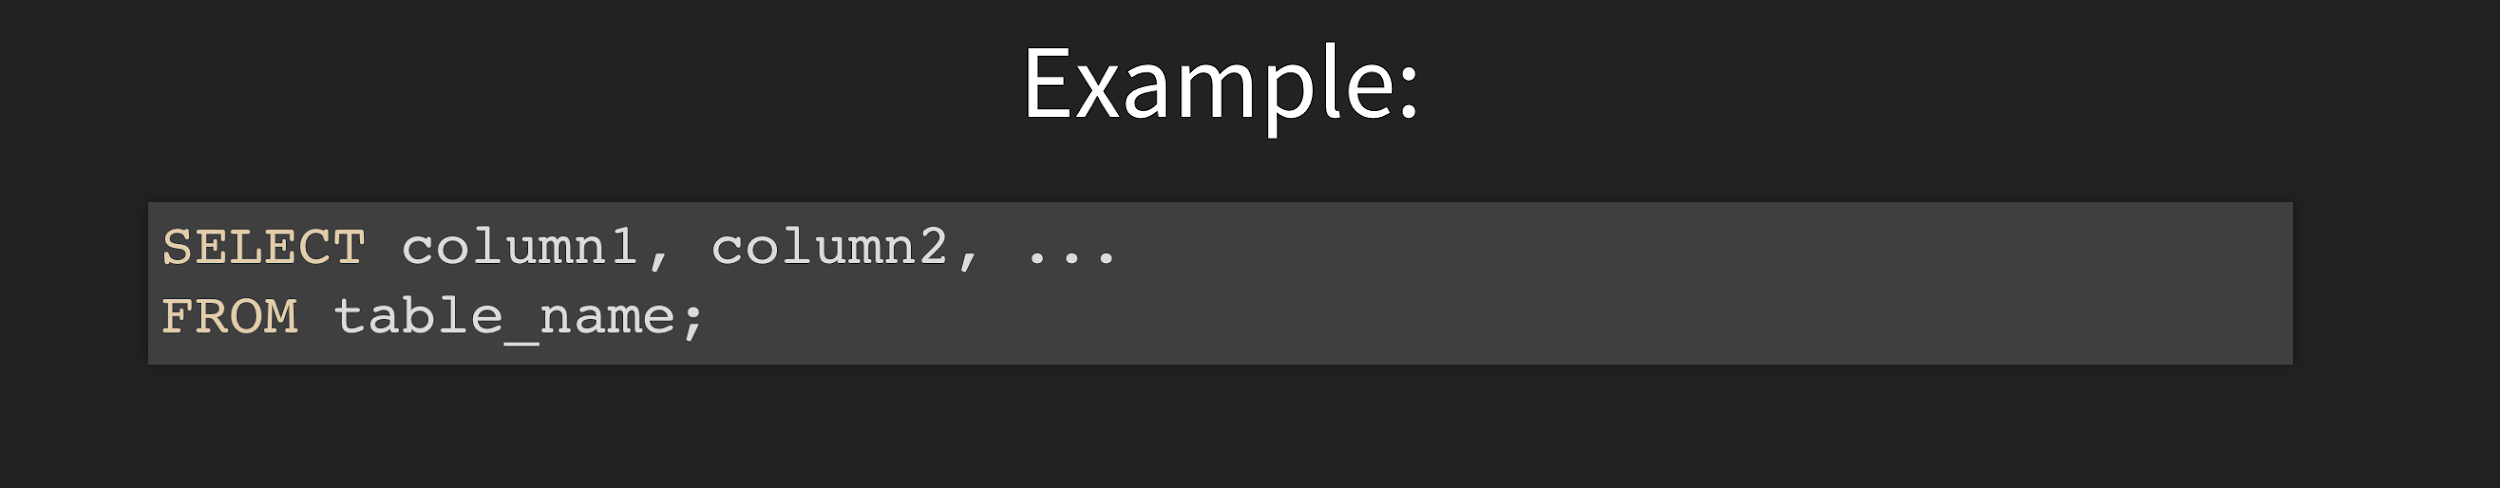 Example:
SELECT column1, column2, ...
FROM table_name;